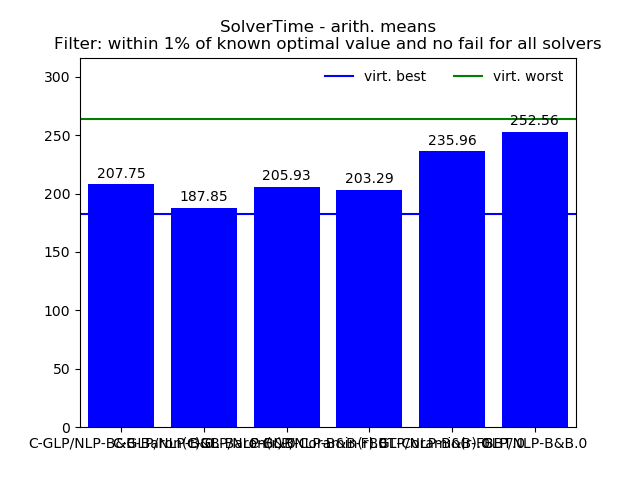 SolverTime - arith. means
Filter: within 1% of known optimal value and no fail for all solvers
virt. best
virt. worst
300
250
200
150
100
50
0
207.75
187.85
205.93
203.29
235.96
252.56
C-GLP/NLP-B&B